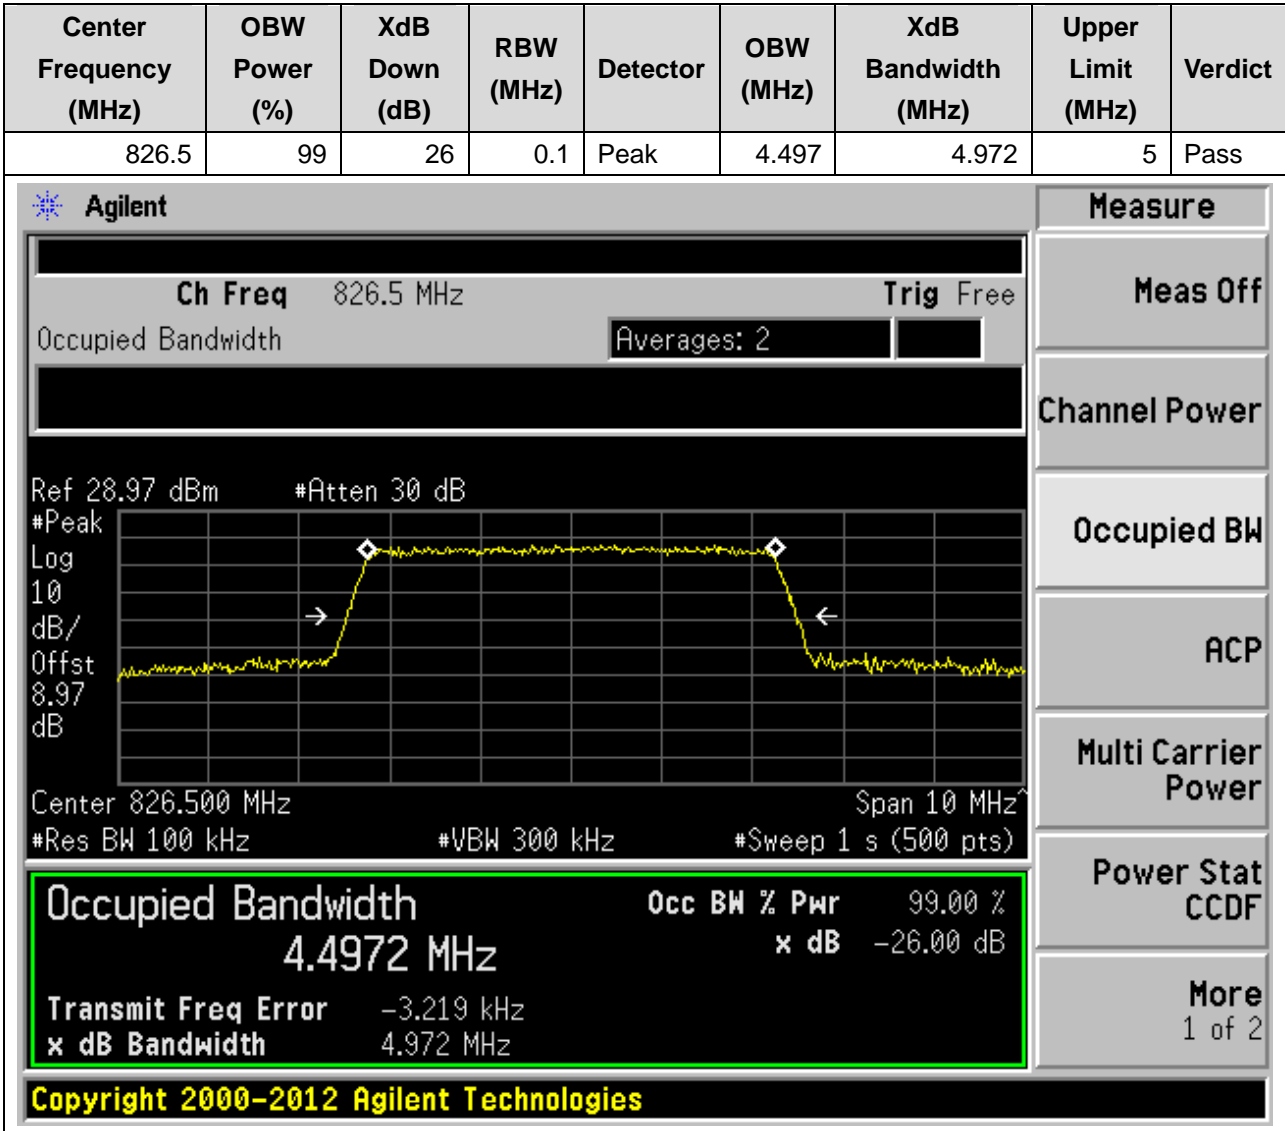 Center Frequency (MHz) OBW Power (%) XdB Down (dB) RBW (MHz) Detector OBW (MHz) XdB Bandwidth (MHz) Upper Limit (MHz) Verdict
826.5 99 26 0.1 Peak 4.497 4.972 5 Pass
Agilent
Measure
Ch Freq 826.5 MHz Trig Free
Meas Off
Occupied Bandwidth Averages: 2
Channel Power
Ref 28.97 dBm #Atten 30 dB
#Peak
Log
10
dB/
Offst
8.97
dB
Occupied BW
ACP
Multi Carrier
Power
Center 826.500 MHz Span 10 MHz^
#Res BW 100 kHz #VBW 300 kHz #Sweep 1 s (500 pts)
Power Stat
CCDF
Occupied Bandwidth
4.4972 MHz
Occ BW % Pwr 99.00 %
x dB -26.00 dB
Transmit Freq Error -3.219 kHz
x dB Bandwidth 4.972 MHz
More
1 of 2
Copyright 2000-2012 Agilent Technologies